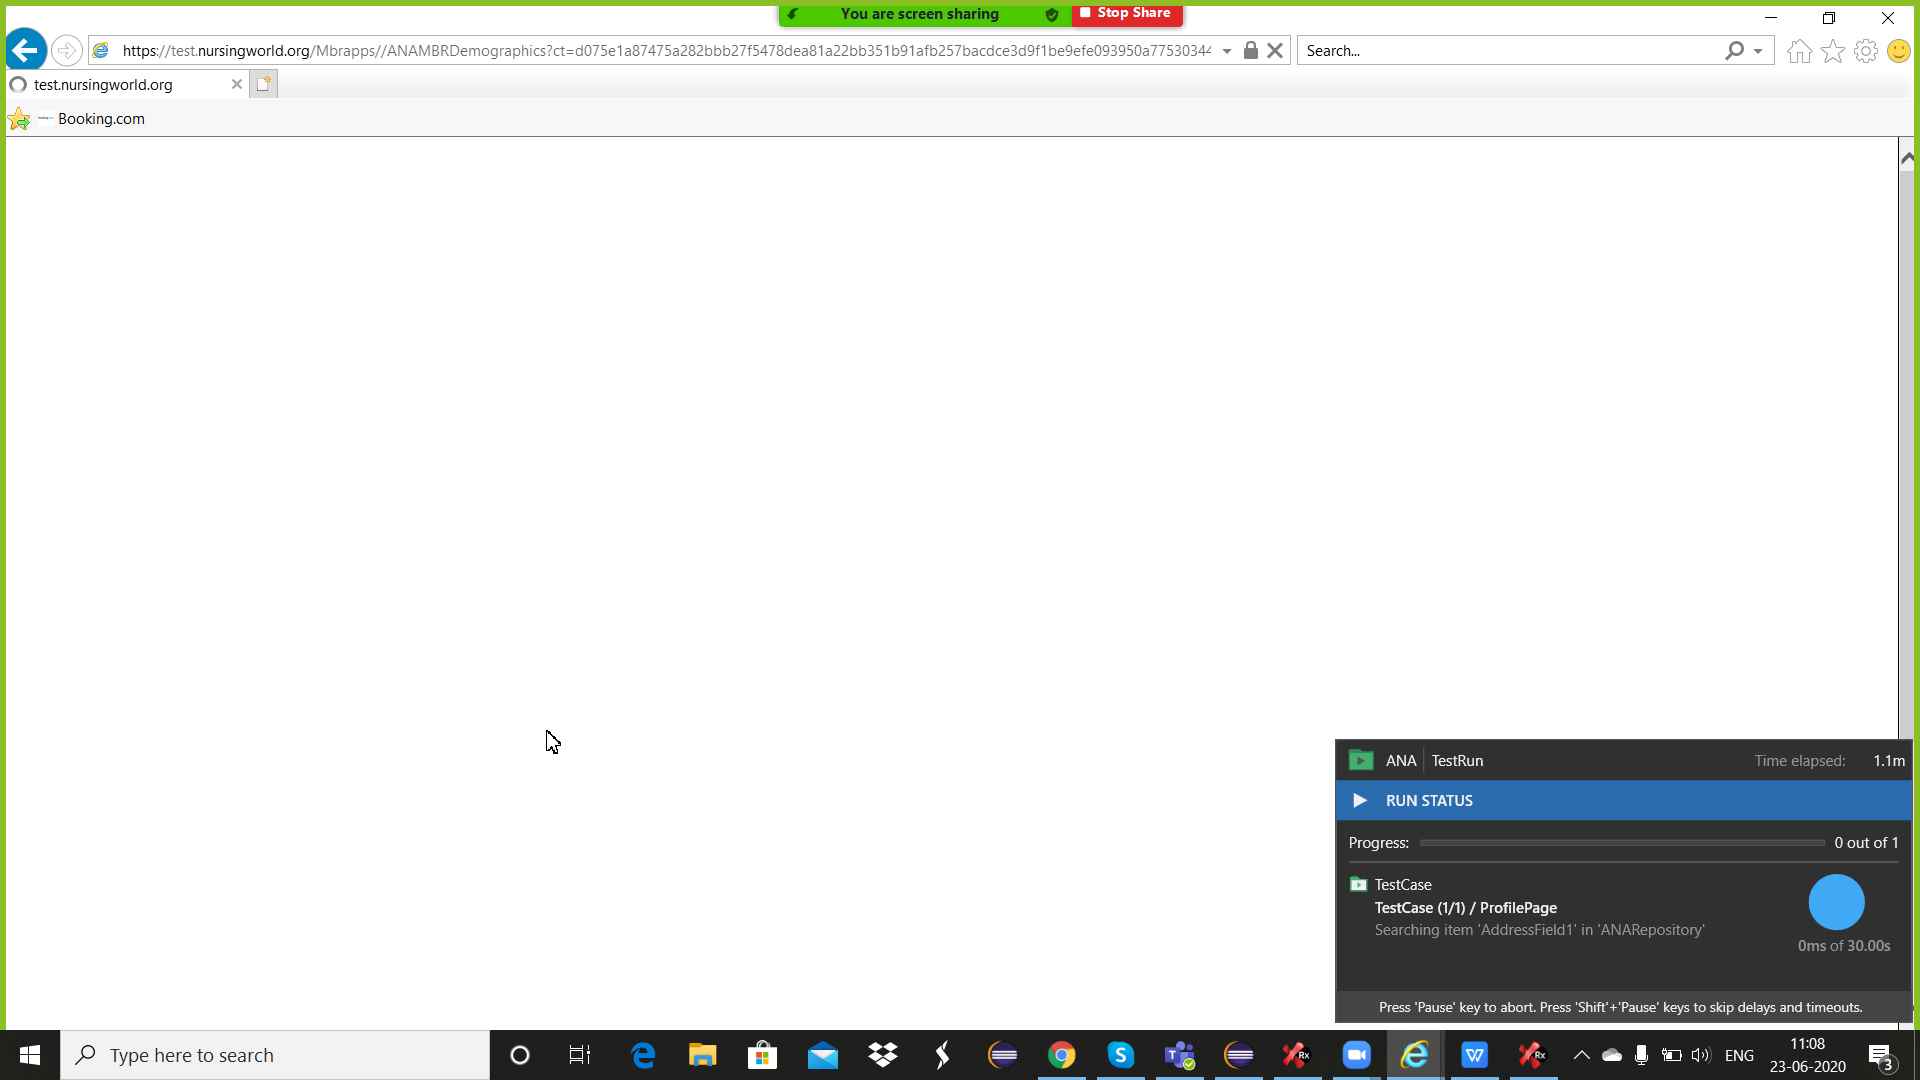 You are screen sharing
Stop Share
https://test.nursingworld.org/Mbrapps//ANAMBRDemographics?ct=d075e1a87475a282bbb27f5478dea81a22bb351b91afb257bacdce3d9f1be9efe093950a77530344
Search...
test.nursingworld.org
Booking.com
ANA TestRun Time elapsed: 1.1m
RUN STATUS
Progress: 0 out of 1
TestCase
TestCase (1/1) / ProfilePage
Searching item 'AddressField1' in 'ANARepository'
0ms of 30.00s
Press 'Pause' key to abort. Press 'Shift'+'Pause' keys to skip delays and timeouts.
Type here to search
Rx
Rx
ENG
11:08
23-06-2020
3